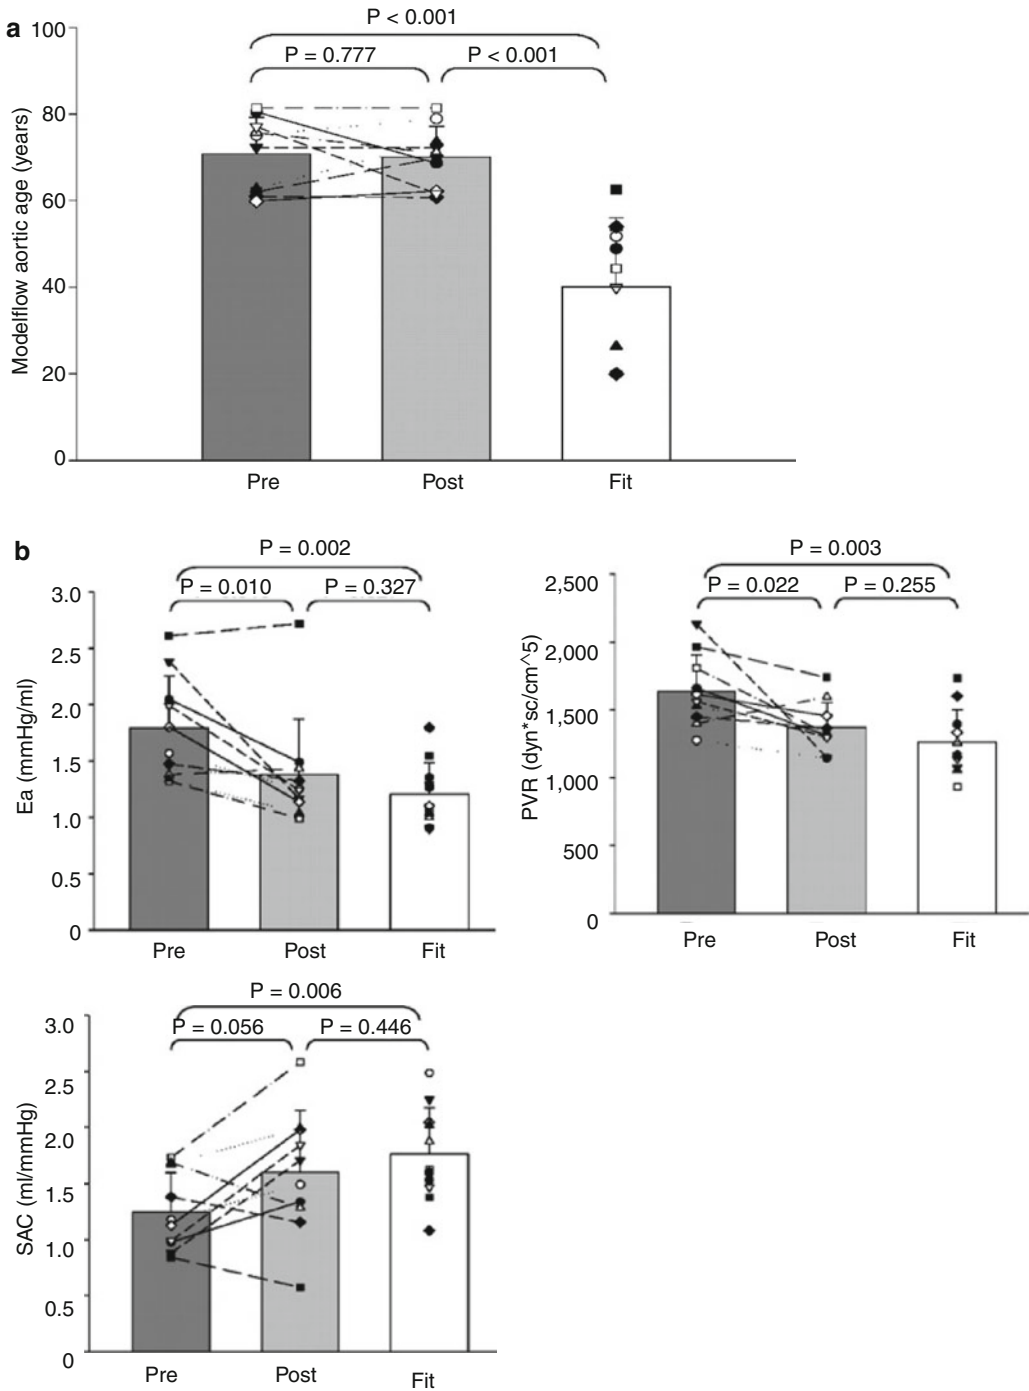 a
P < 0.001
P = 0.777
P < 0.001
Modelflow aortic age (years)
100
80
60
40
20
0
Pre
Post
Fit
b
P = 0.002
P = 0.010
P = 0.327
Ea (mmHg/ml)
3.0
2.5
2.0
1.5
1.0
0.5
0
Pre
Post
Fit
P = 0.003
P = 0.022
P = 0.255
PVR (dyn*sc/cm^5)
2,500
2,000
1,500
1,000
500
0
Pre
Post
Fit
P = 0.006
P = 0.056
P = 0.446
SAC (ml/mmHg)
3.0
2.5
2.0
1.5
1.0
0.5
0
Pre
Post
Fit